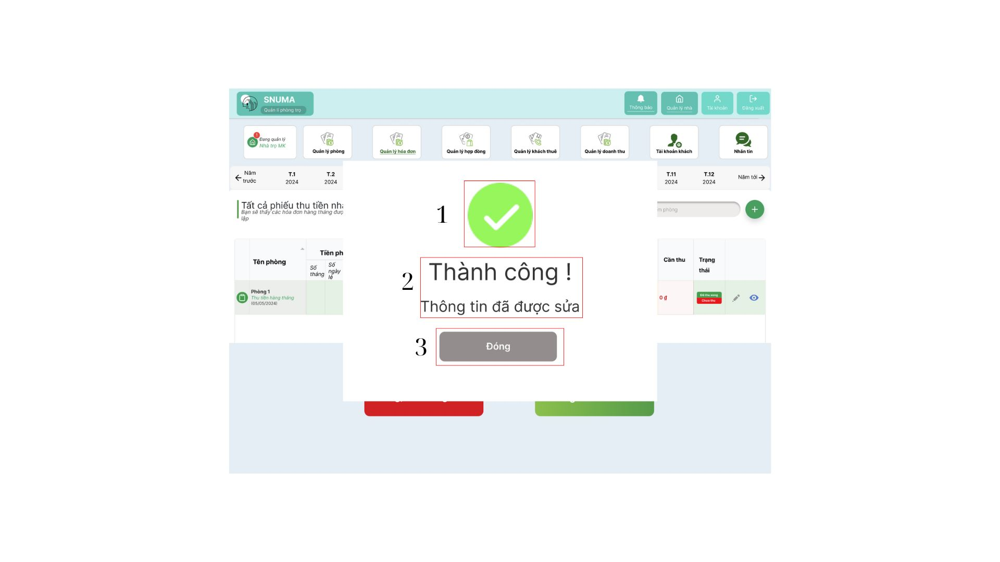 SNUMA
Quản lí phòng trọ
Thông báo
Quản lý nhà
Tài khoản
Đăng xuất
1
Đang quản lý
Nhà trọ MK
Quản lý phòng
Quản lý hóa đơn
Quản lý hợp đồng
Quản lý khách thuê
Quản lý doanh thu
Tài khoản khách
Nhắn tin
Năm
trước
T.1
2024
T.2
2024
T.11
2024
T.12
2024
Năm tới
Tất cả phiếu thu tiền nh
Bạn sẽ thấy các hóa đơn hàng tháng đượ
lập
m phòng
+
1
2
Thành công !
Thông tin đã được sửa
3
Đóng
Tên phòng
Tiền ph
Số
tháng
Số
ngày
lẻ
Cần thu
Trạng
thái
Phòng 1
Thu tiền hàng tháng
(05/05/2024)
0 ₫
Đã thu xong
Chưa thu